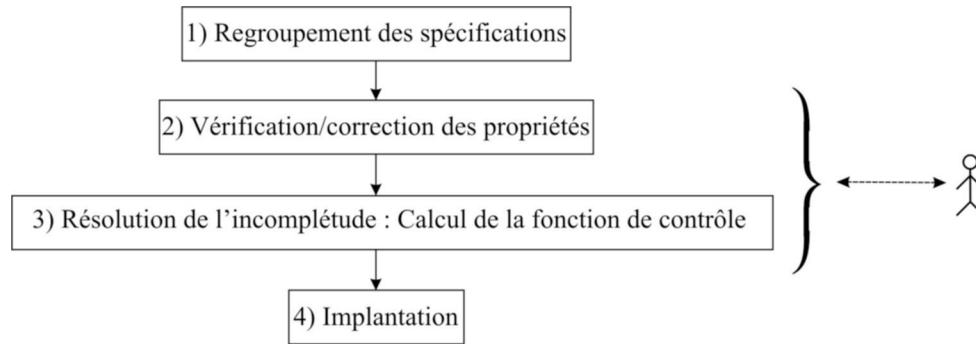 1) Regroupement des spécifications
2) Vérification/correction des propriétés
3) Résolution de l’incomplétude : Calcul de la fonction de contrôle
4) Implantation